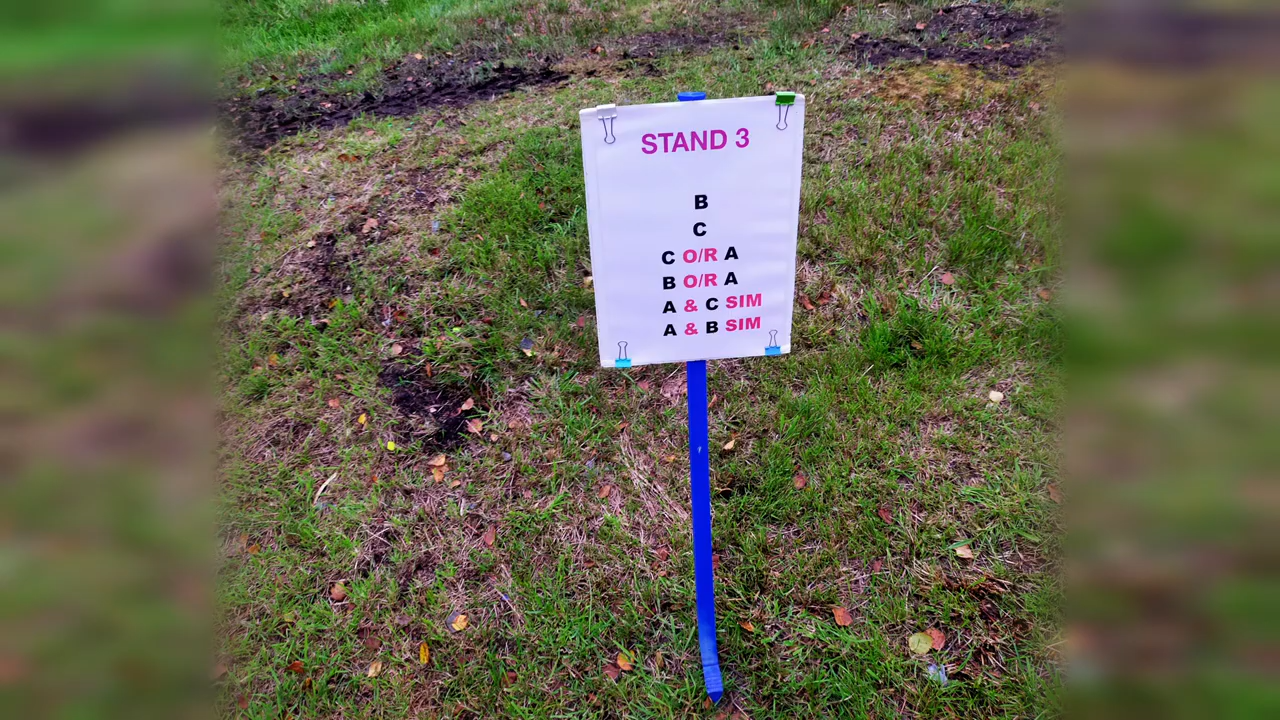 STAND 3
B
C
C O/R A
B O/R A
A & C SIM
A & B SIM